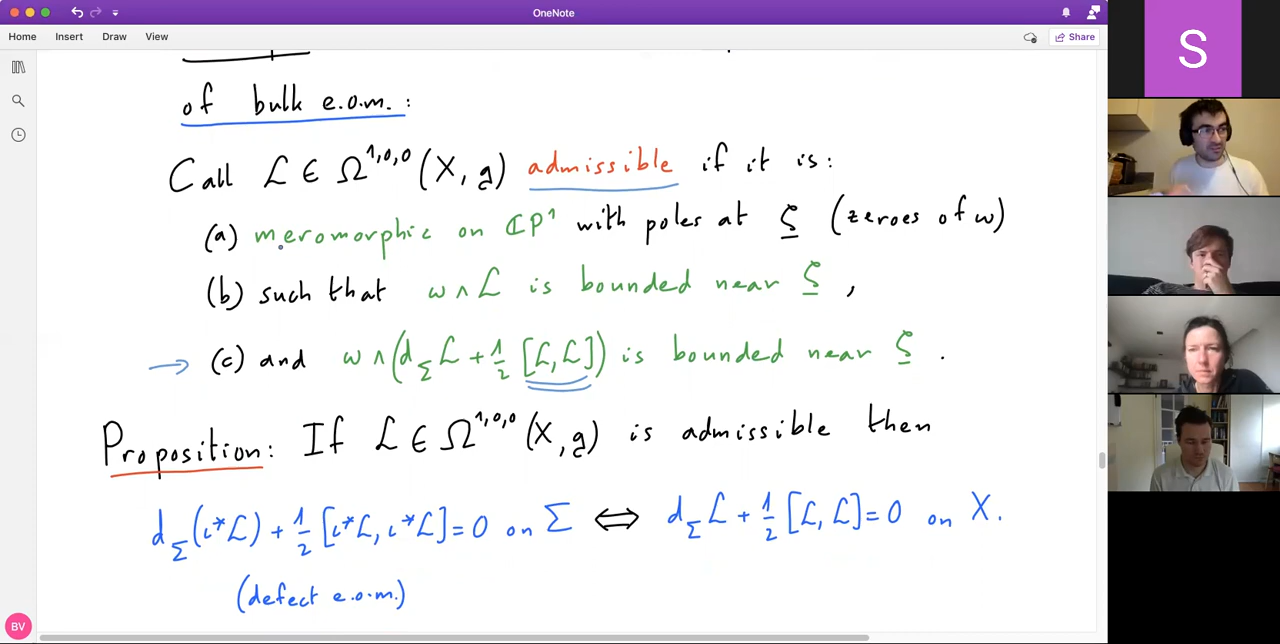 OneNote
Home Insert Draw View Share
of bulk e.o.m.:
Call ℒ ∈ Ω^{1,0,0}(X, g) admissible if it is:
(a) meromorphic on ℂP¹ with poles at ζ (zeroes of ω)
(b) such that ω ∧ ℒ is bounded near ζ,
→ (c) and ω ∧ (d_Σ ℒ + 1/2 [ℒ, ℒ]) is bounded near ζ.
Proposition: If ℒ ∈ Ω^{1,0,0}(X, g) is admissible then
d_Σ(ι*ℒ) + 1/2 [ι*ℒ, ι*ℒ] = 0 on Σ ⟺ d_Σ ℒ + 1/2 [ℒ, ℒ] = 0 on X.
(defect e.o.m.)
S
BV